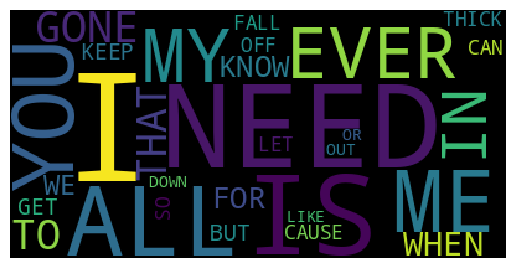 GONE
FALL
THICK
KEEP
MY
OFF
KNOW
EVER
CAN
YOU
I
THAT
NEED
LET
OR
OUT
IN
WE
DOWN
SO
GET
TO
ALL
FOR
BUT
IS
LIKE
CAUSE
ME
WHEN